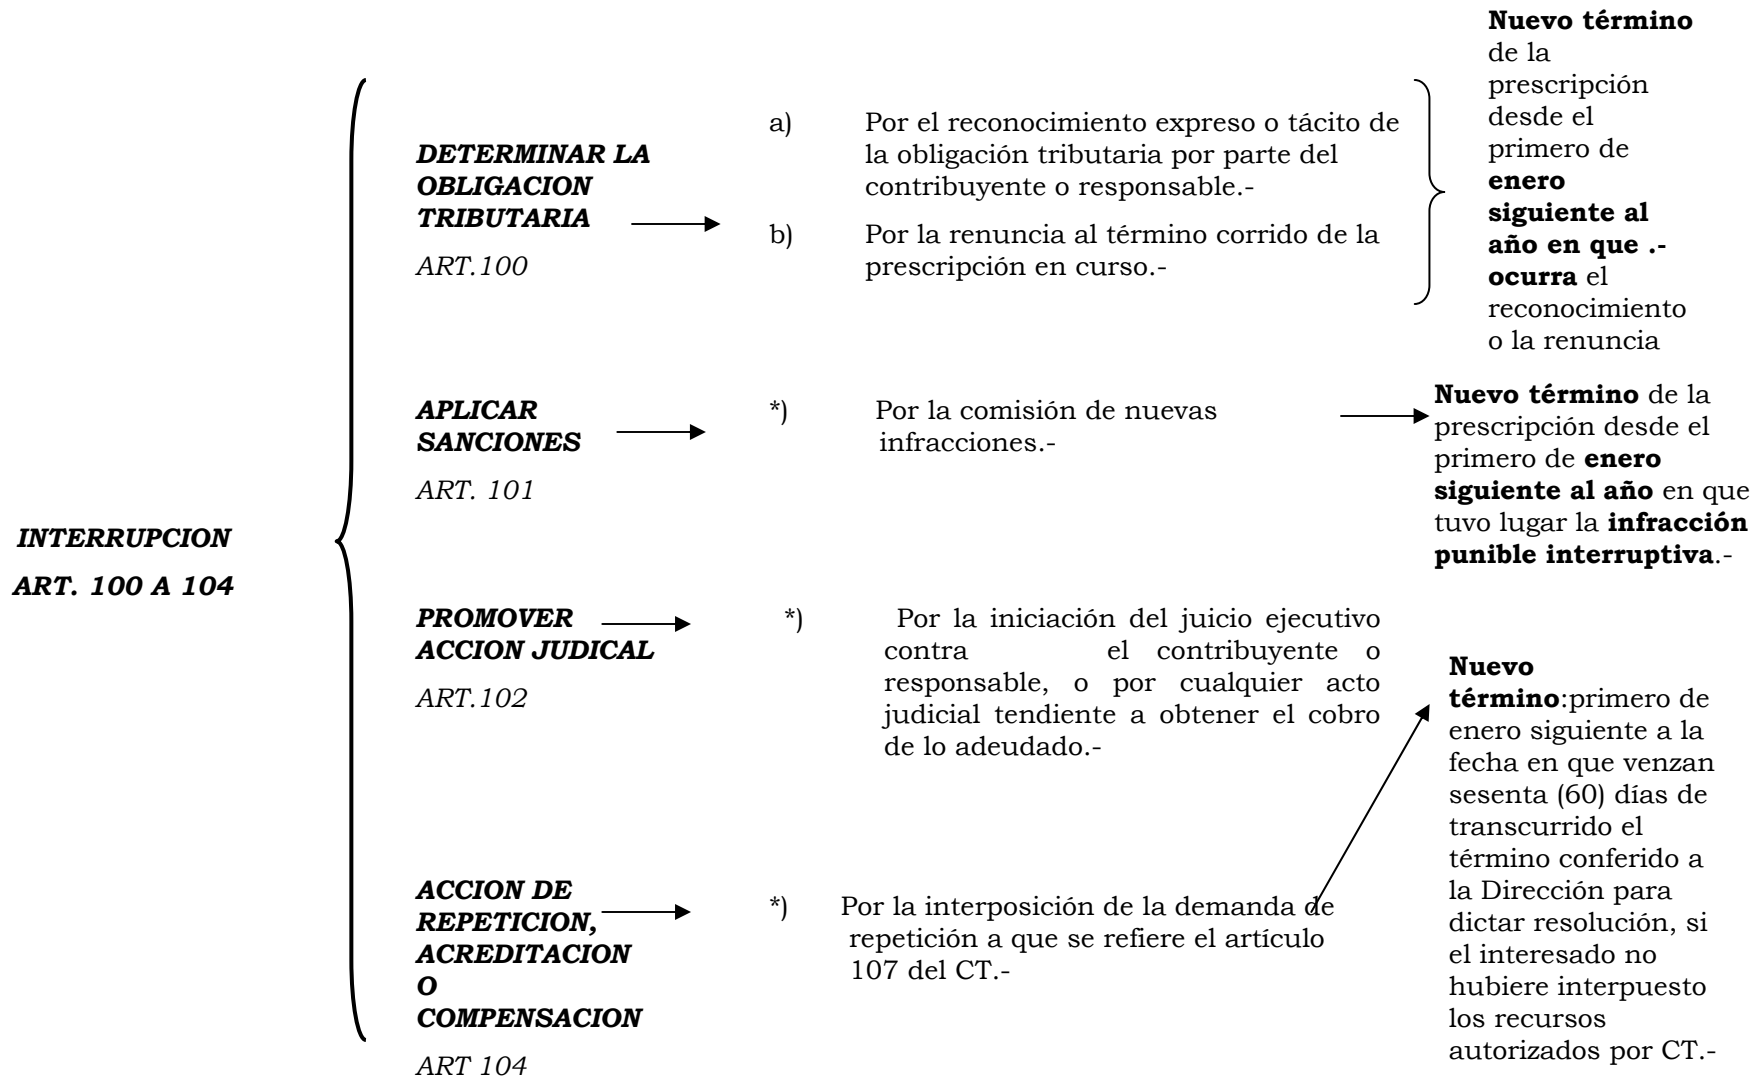 INTERRUPCION
ART. 100 A 104
DETERMINAR LA
OBLIGACION
TRIBUTARIA
ART.100
a) Por el reconocimiento expreso o tácito de
la obligación tributaria por parte del
contribuyente o responsable.-
b) Por la renuncia al término corrido de la
prescripción en curso.-
Nuevo término
de la
prescripción
desde el
primero de
enero
siguiente al
año en que .-
ocurra el
reconocimiento
o la renuncia
APLICAR
SANCIONES
ART. 101
*) Por la comisión de nuevas
infracciones.-
Nuevo término de la
prescripción desde el
primero de enero
siguiente al año en que
tuvo lugar la infracción
punible interruptiva.-
PROMOVER
ACCION JUDICAL
ART.102
*) Por la iniciación del juicio ejecutivo
contra el contribuyente o
responsable, o por cualquier acto
judicial tendiente a obtener el cobro
de lo adeudado.-
ACCION DE
REPETICION,
ACREDITACION
O
COMPENSACION
ART 104
*) Por la interposición de la demanda de
repetición a que se refiere el artículo
107 del CT.-
Nuevo
término:primero de
enero siguiente a la
fecha en que venzan
sesenta (60) días de
transcurrido el
término conferido a
la Dirección para
dictar resolución, si
el interesado no
hubiere interpuesto
los recursos
autorizados por CT.-